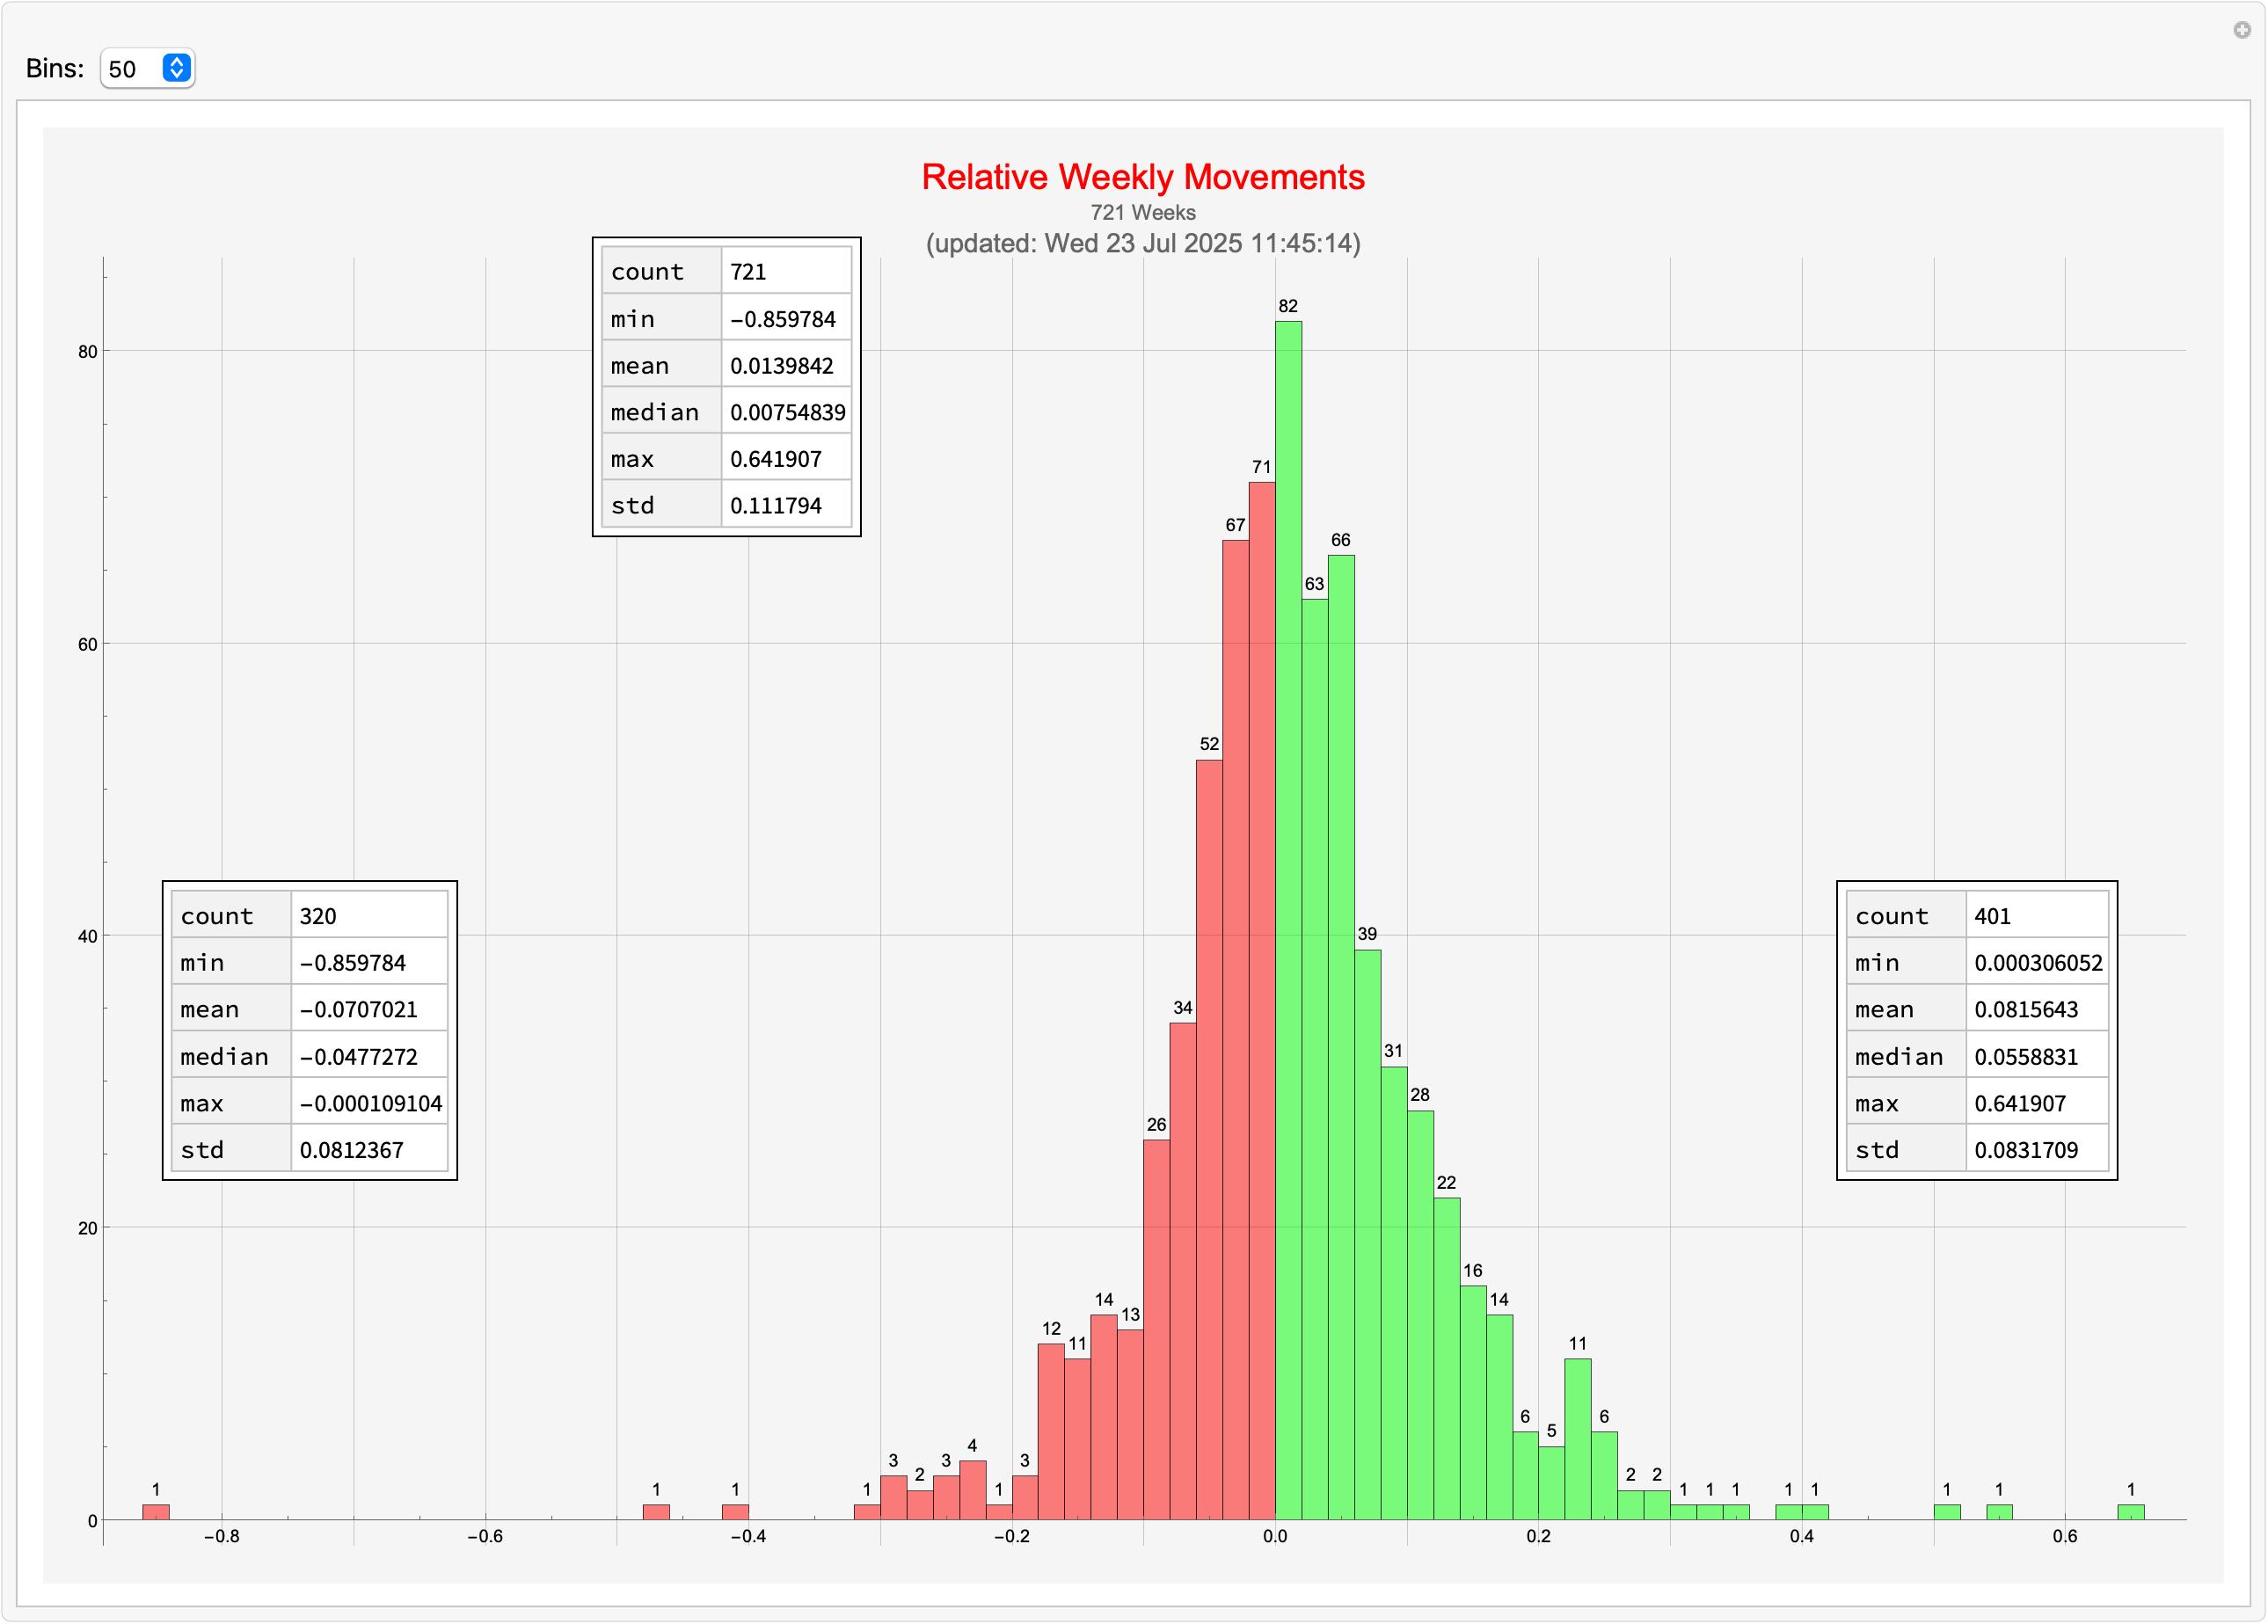 Bins: 50
Relative Weekly Movements
721 Weeks
(updated: Wed 23 Jul 2025 11:45:14)
count 721
min −0.859784
mean 0.0139842
median 0.00754839
max 0.641907
std 0.111794
count 320
min −0.859784
mean −0.0707021
median −0.0477272
max −0.000109104
std 0.0812367
count 401
min 0.000306052
mean 0.0815643
median 0.0558831
max 0.641907
std 0.0831709
80
60
40
20
0
1 1 1 1 3 2 3 4 1 3 12 11 14 13 26 34 52 67 71 82 63 66 39 31 28 22 16 14 6 5 11 6 2 2 1 1 1 1 1 1 1 1
−0.8 −0.6 −0.4 −0.2 0.0 0.2 0.4 0.6